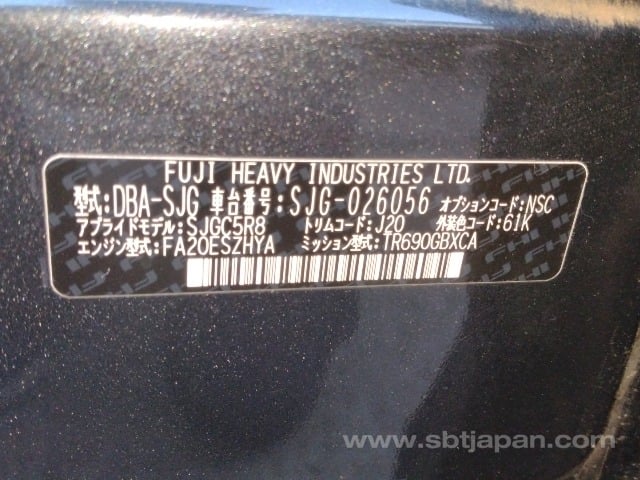 FUJI HEAVY INDUSTRIES LTD.
型式:DBA-SJG 車台番号:SJG-026056 オプションコード:NSC
アプライドモデル:SJGC5R8 トリムコード:J20 外装色コード:61K
エンジン型式:FA20ESZHYA ミッション型式:TR690GBXCA
www.sbtjapan.com